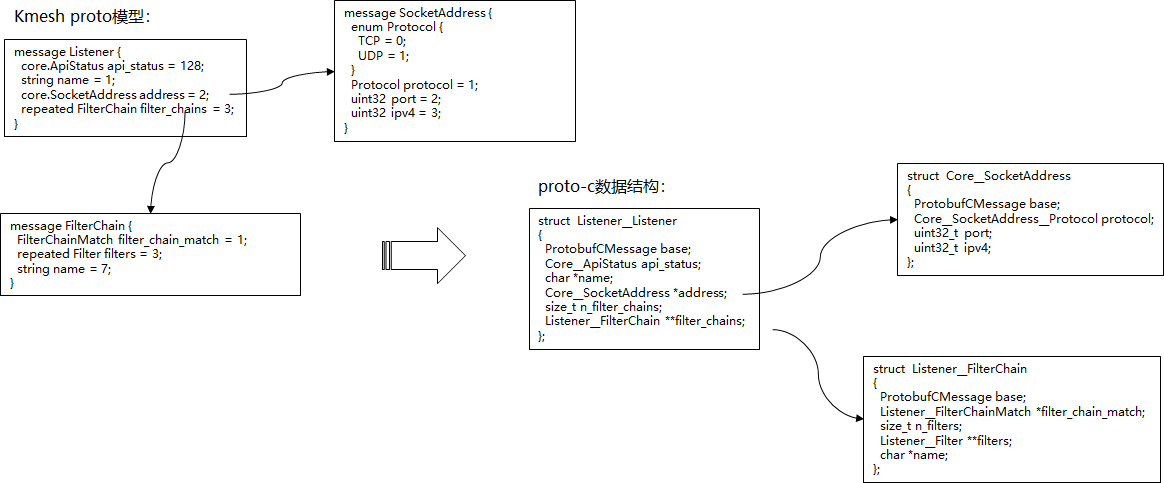 Kmesh proto模型：
message Listener {
core.ApiStatus api_status = 128;
string name = 1;
core.SocketAddress address = 2;
repeated FilterChain filter_chains = 3;
}
message SocketAddress {
enum Protocol {
TCP = 0;
UDP = 1;
}
Protocol protocol = 1;
uint32 port = 2;
uint32 ipv4 = 3;
}
message FilterChain {
FilterChainMatch filter_chain_match = 1;
repeated Filter filters = 3;
string name = 7;
}
proto-c数据结构：
struct Listener__Listener
{
ProtobufCMessage base;
Core__ApiStatus api_status;
char *name;
Core__SocketAddress *address;
size_t n_filter_chains;
Listener__FilterChain **filter_chains;
};
struct Core__SocketAddress
{
ProtobufCMessage base;
Core__SocketAddress__Protocol protocol;
uint32_t port;
uint32_t ipv4;
};
struct Listener__FilterChain
{
ProtobufCMessage base;
Listener__FilterChainMatch *filter_chain_match;
size_t n_filters;
Listener__Filter **filters;
char *name;
};